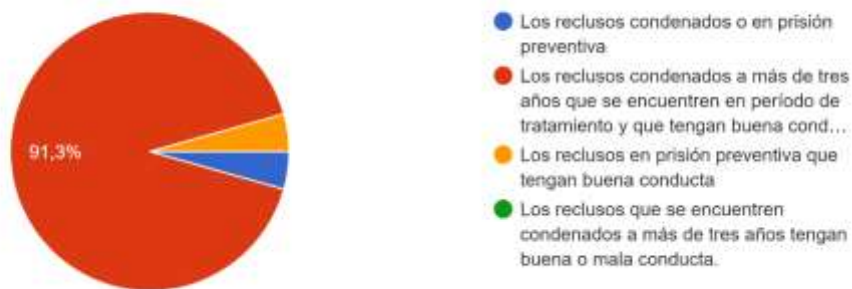 91,3%
Los reclusos condenados o en prisión
preventiva
Los reclusos condenados a más de tres
años que se encuentren en período de
tratamiento y que tengan buena cond...
Los reclusos en prisión preventiva que
tengan buena conducta
Los reclusos que se encuentren
condenados a más de tres años tengan
buena o mala conducta.